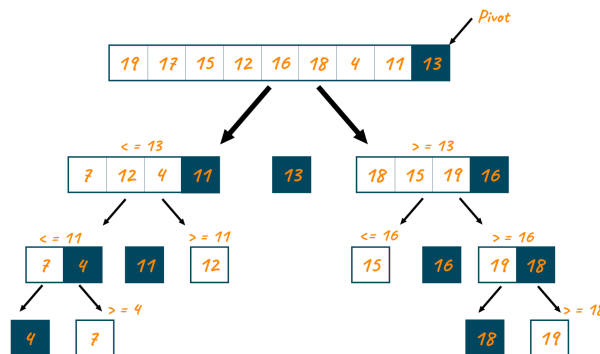 Pivot
19 17 15 12 16 18 4 11 13
< = 13
> = 13
7 12 4 11
13
18 15 19 16
< = 11
> = 11
<= 16
> = 16
7 4
11
12
15
16
19 18
> = 4
> = 18
4
7
18
19